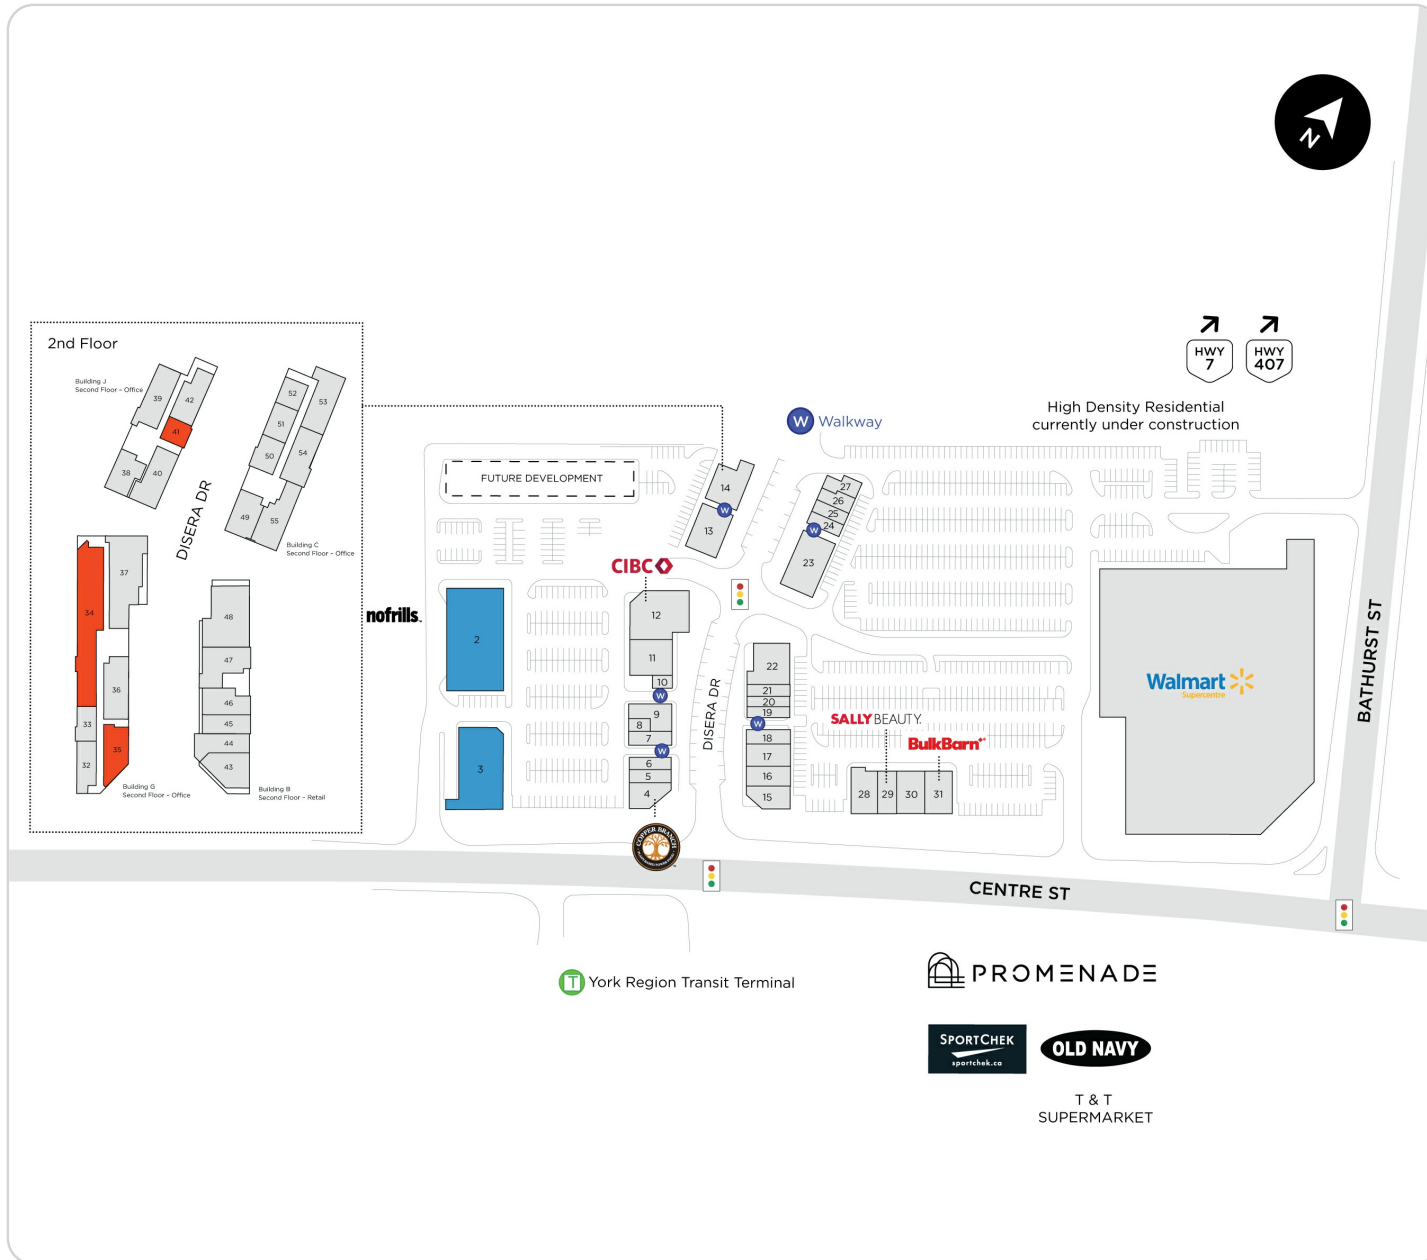 N
HWY
7
HWY
407
High Density Residential
currently under construction
W Walkway
2nd Floor
Building J
Second Floor – Office
39
42
41
38
40
52
53
51
54
50
49
55
Building C
Second Floor – Office
DISERA DR
37
34
36
33
35
32
Building G
Second Floor – Office
48
47
46
45
44
43
Building B
Second Floor – Retail
FUTURE DEVELOPMENT
14
W
13
27
26
25
24
W
23
CIBC
nofrills
2
3
12
11
10
W
9
8
7
W
6
5
4
DISERA DR
22
21
20
19
W
18
17
16
15
SALLY BEAUTY
BulkBarn
28
29
30
31
Walmart
Supercentre
BATHURST ST
COPPER BRANCH
CENTRE ST
T York Region Transit Terminal
PROMENADE
SPORTCHEK
sportchek.ca
OLD NAVY
T & T
SUPERMARKET